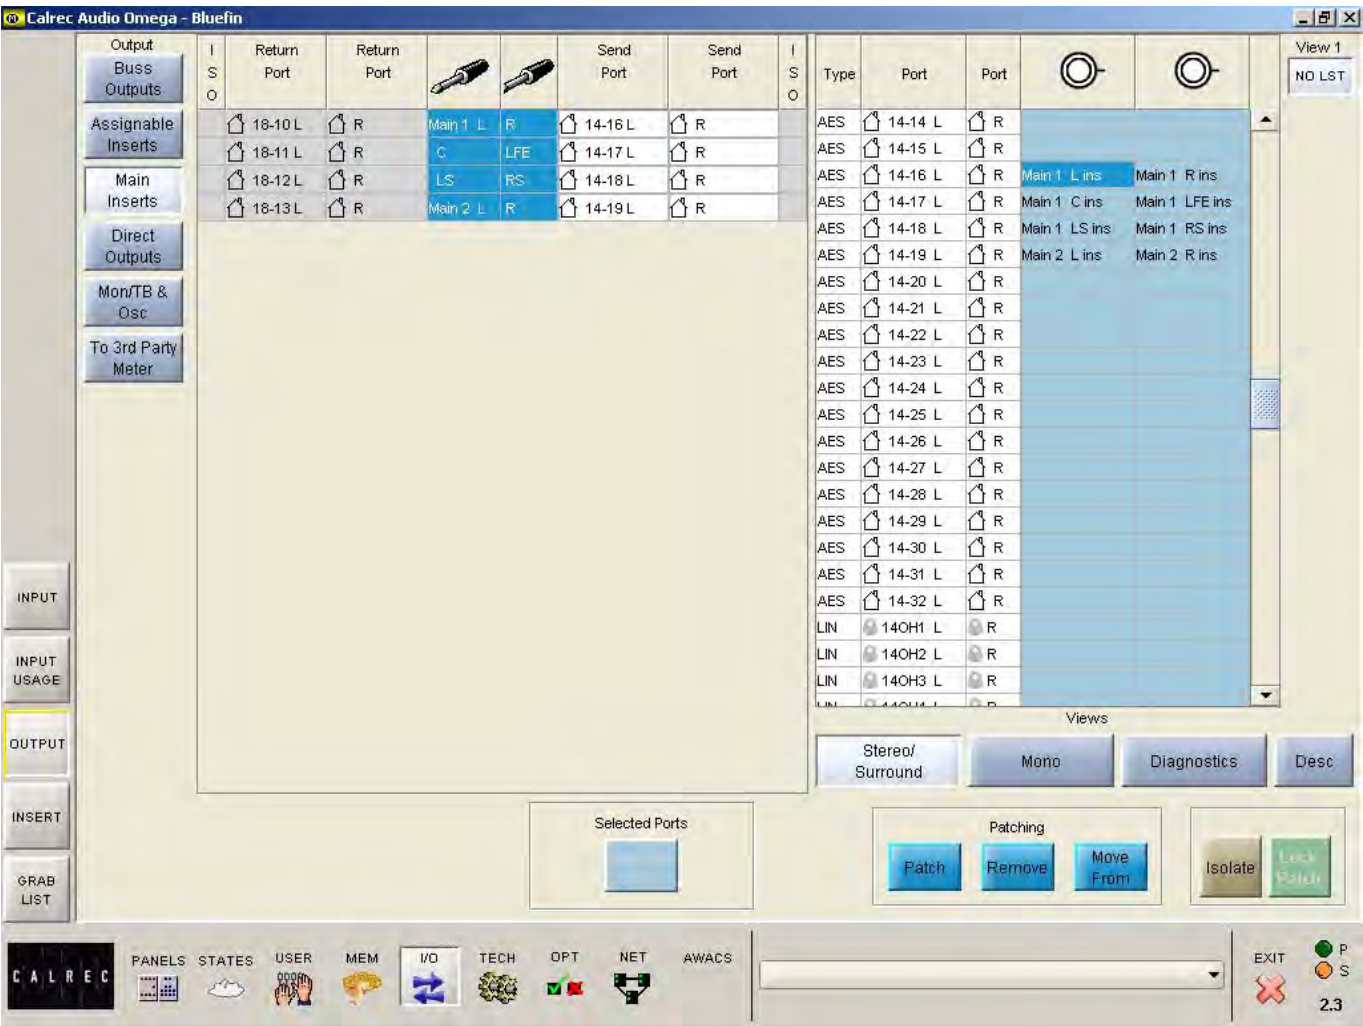 Calrec Audio Omega - Bluefin
Output
Buss
Outputs
Assignable
Inserts
Main
Inserts
Direct
Outputs
Mon/TB &
Osc
To 3rd Party
Meter
I S O Return Port Return Port Send Port Send Port I S O
18-10 L R Main 1 L R 14-16 L R
18-11 L R C LFE 14-17 L R
18-12 L R LS RS 14-18 L R
18-13 L R Main 2 L R 14-19 L R
Type Port Port
AES 14-14 L R
AES 14-15 L R
AES 14-16 L R Main 1 L ins Main 1 R ins
AES 14-17 L R Main 1 C ins Main 1 LFE ins
AES 14-18 L R Main 1 LS ins Main 1 RS ins
AES 14-19 L R Main 2 L ins Main 2 R ins
AES 14-20 L R
AES 14-21 L R
AES 14-22 L R
AES 14-23 L R
AES 14-24 L R
AES 14-25 L R
AES 14-26 L R
AES 14-27 L R
AES 14-28 L R
AES 14-29 L R
AES 14-30 L R
AES 14-31 L R
AES 14-32 L R
LIN 14OH1 L R
LIN 14OH2 L R
LIN 14OH3 L R
View 1
NO LST
INPUT
INPUT
USAGE
OUTPUT
INSERT
GRAB
LIST
Views
Stereo/
Surround
Mono
Diagnostics
Desc
Selected Ports
Patching
Patch
Remove
Move
From
Isolate
Lock
Patch
CALREC
PANELS STATES USER MEM I/O TECH OPT NET AWACS
EXIT
P
S
2.3